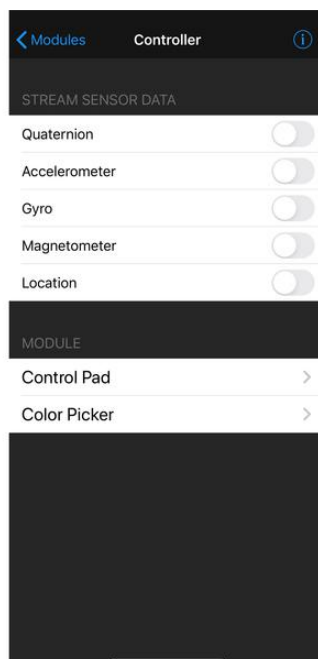 Modules
Controller
STREAM SENSOR DATA
Quaternion
Accelerometer
Gyro
Magnetometer
Location
MODULE
Control Pad
Color Picker